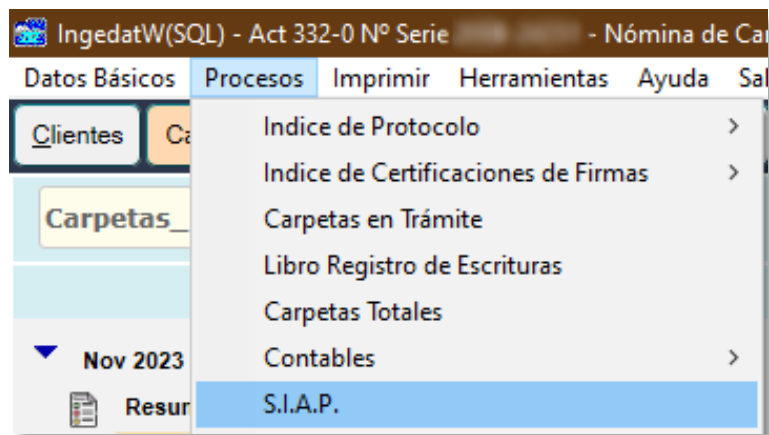 IngedatW(SQL) - Act 332-0 Nº Serie - Nómina de Ca
Datos Básicos Procesos Imprimir Herramientas Ayuda Sal
Clientes Ca
Indice de Protocolo >
Indice de Certificaciones de Firmas >
Carpetas_
Carpetas en Trámite
Libro Registro de Escrituras
Carpetas Totales
Nov 2023
Contables >
Resur
S.I.A.P.